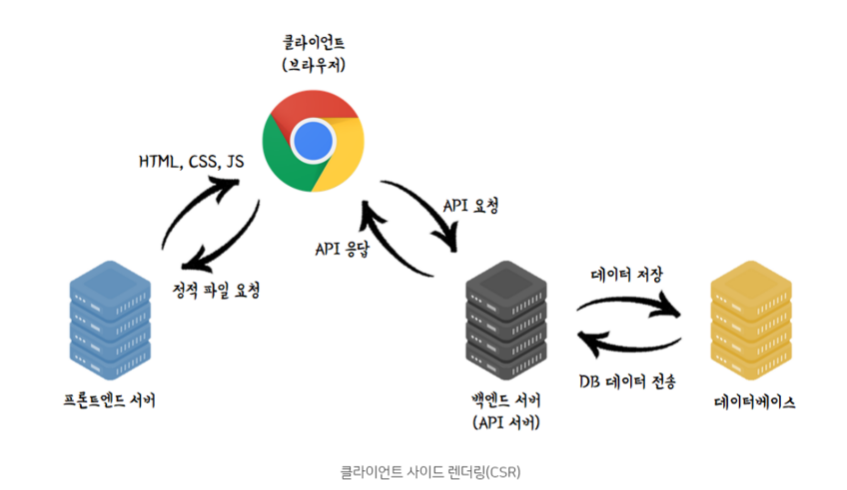 클라이언트
(브라우저)
HTML, CSS, JS
API 요청
API 응답
정적 파일 요청
데이터 저장
DB 데이터 전송
프론트엔드 서버
백엔드 서버
(API 서버)
데이터베이스
클라이언트 사이드 렌더링(CSR)